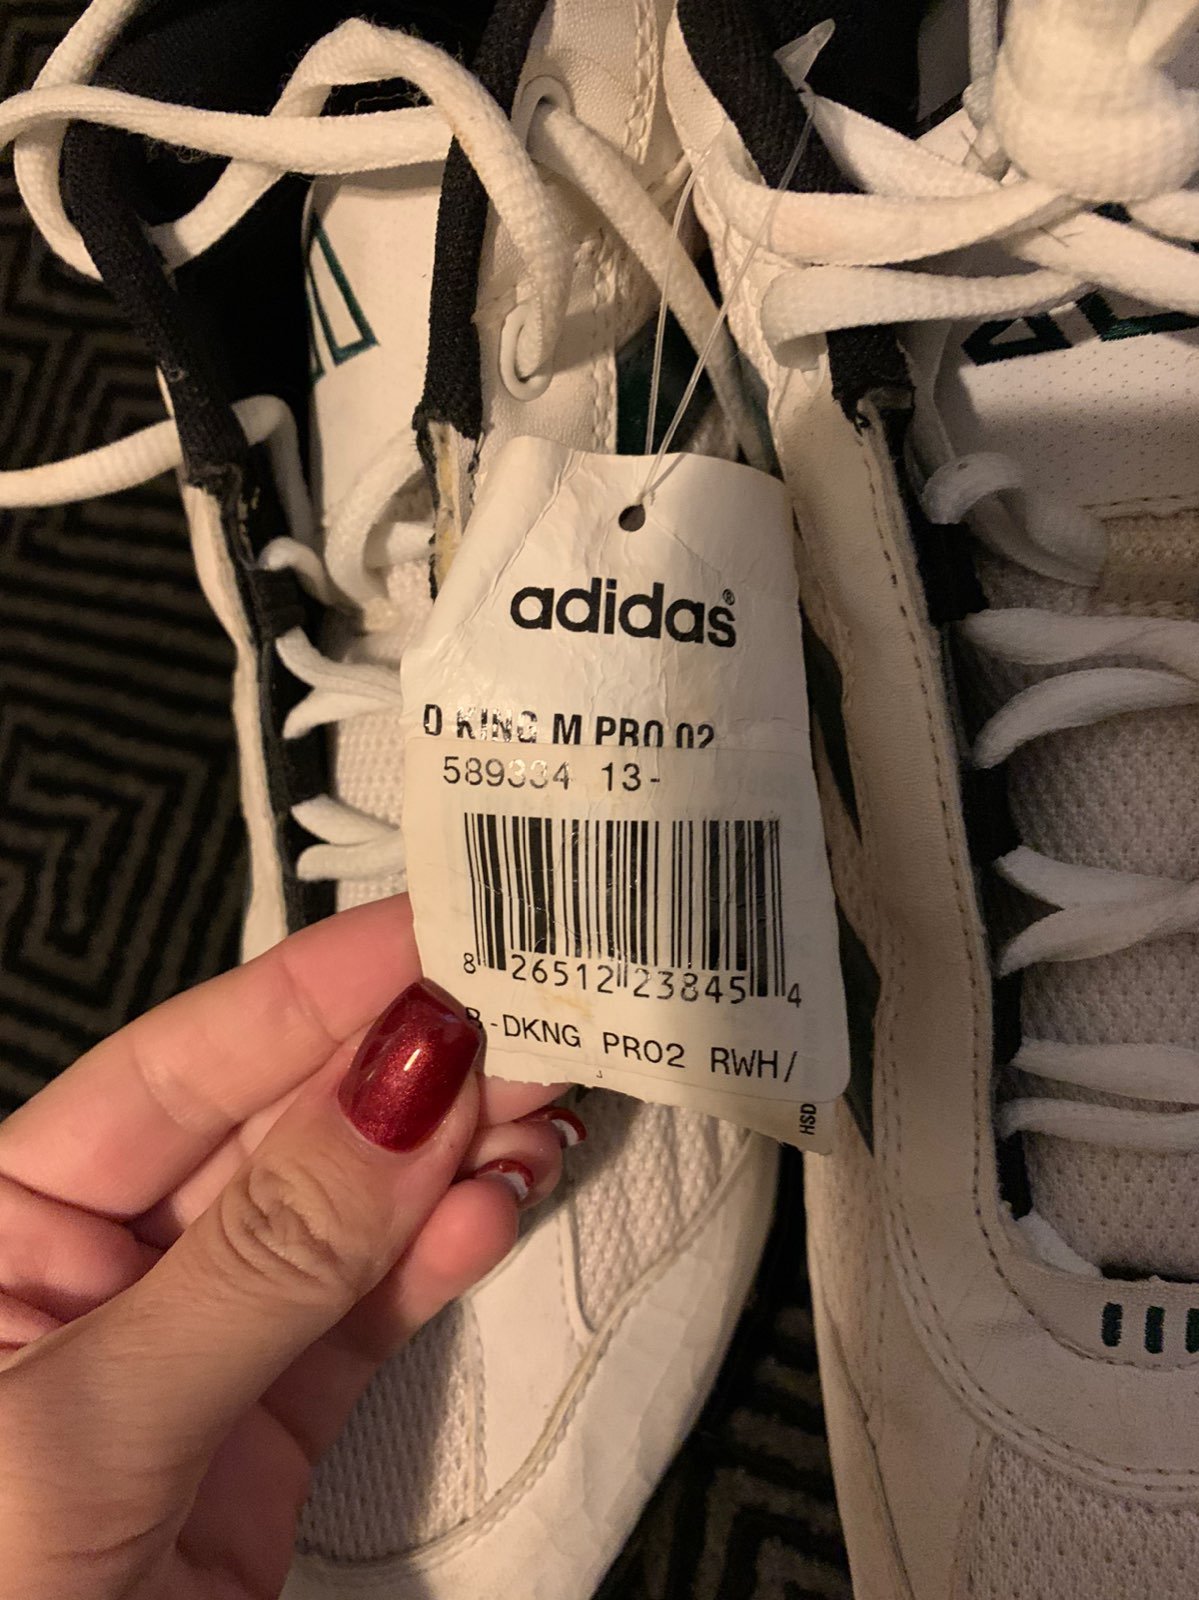 adidas®
D KING M PRO 02
589334 13-
8 26512 23845 4
B-DKNG PRO2 RWH/
HSD